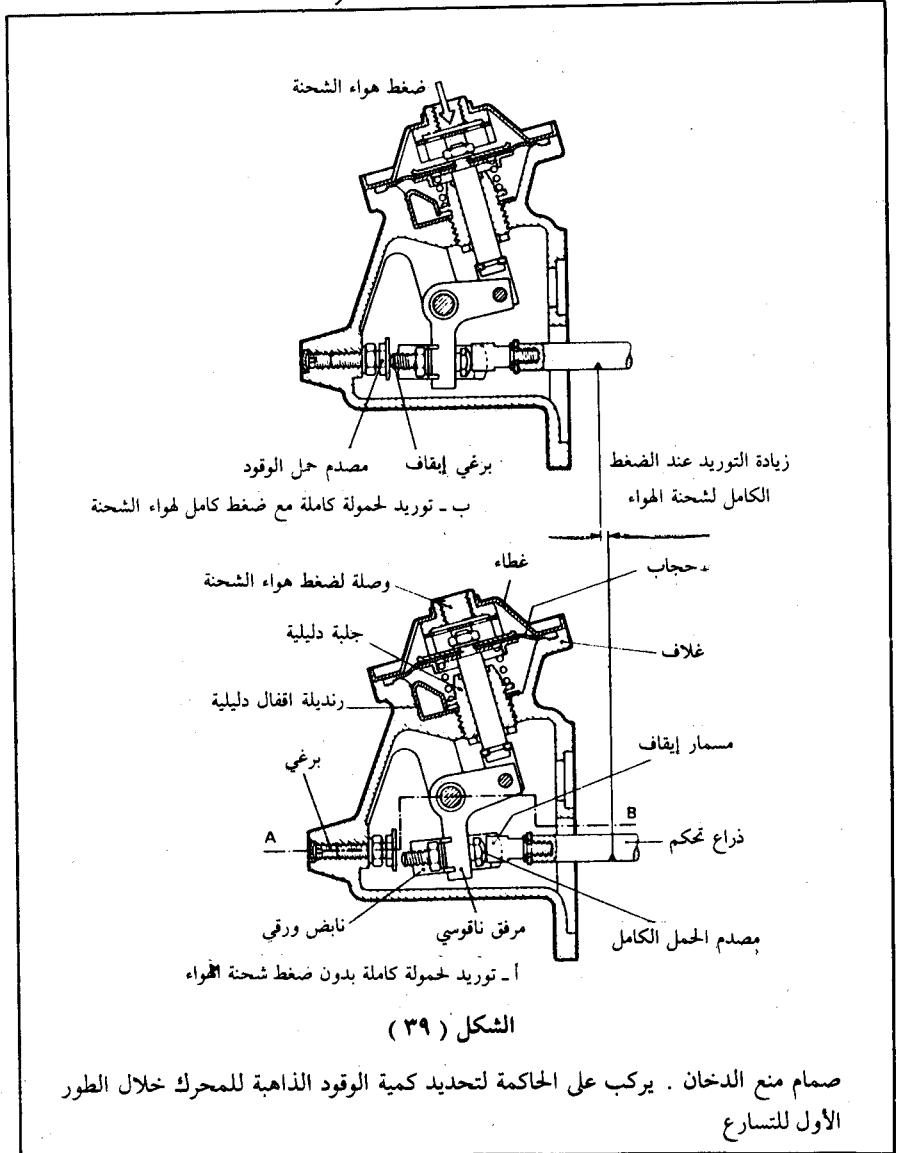 ضغط هواء الشحنة
برغي إيقاف
مصدم حمل الوقود
زيادة التوريد عند الضغط
الكامل لشحنة الهواء
ب ـ توريد لحمولة كاملة مع ضغط كامل لهواء الشحنة
غطاء
حجاب
وصلة لضغط هواء الشحنة
جلبة دليلية
غلاف
رنديلة اقفال دليلية
مسمار إيقاف
برغي
A
B
ذراع تحكم
نابض ورقي
مرفق ناقوسي
مصدم الحمل الكامل
أ ـ توريد لحمولة كاملة بدون ضغط شحنة الهواء
الشكل ( ٣٩ )
صمام منع الدخان . يركب على الحاكمة لتحديد كمية الوقود الذاهبة للمحرك خلال الطور
الأول للتسارع